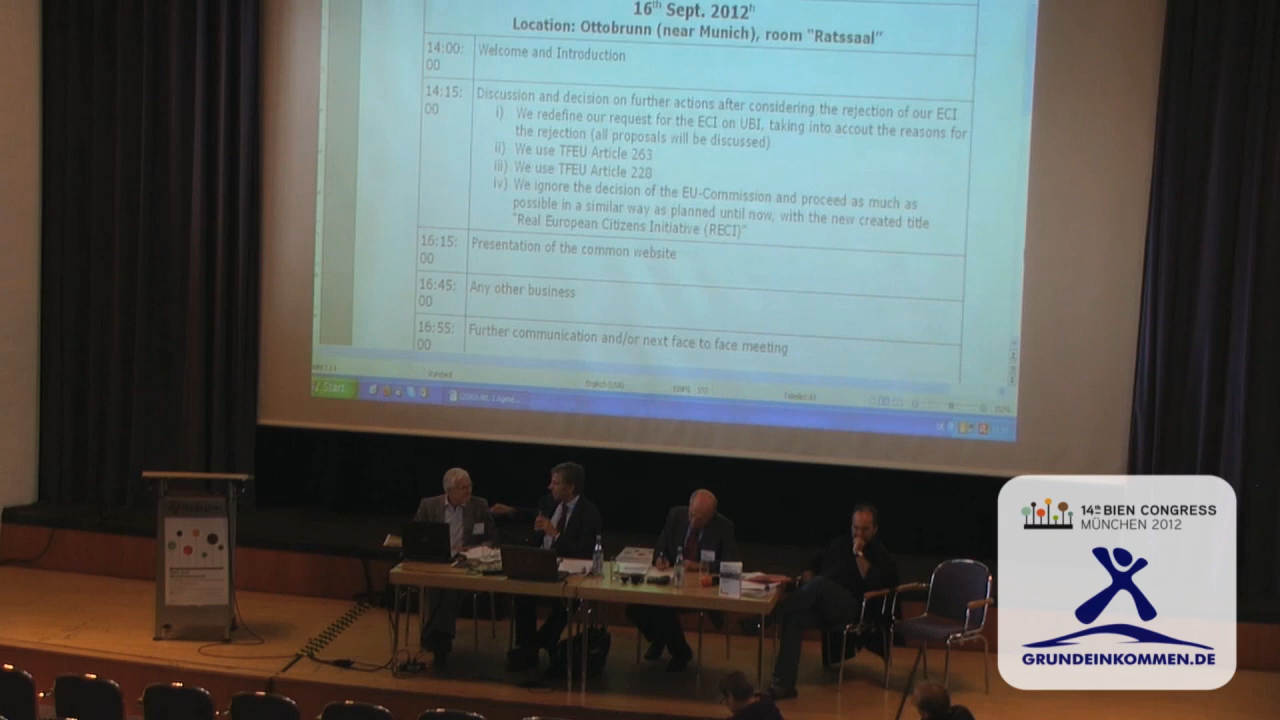 16th Sept. 2012h
Location: Ottobrunn (near Munich), room "Ratssaal"
14:00:
00
Welcome and Introduction
14:15:
00
Discussion and decision on further actions after considering the rejection of our ECI
i) We redefine our request for the ECI on UBI, taking into accout the reasons for
the rejection (all proposals will be discussed)
ii) We use TFEU Article 263
iii) We use TFEU Article 228
iv) We ignore the decision of the EU-Commission and proceed as much as
possible in a similar way as planned until now, with the new created title
"Real European Citizens Initiative (RECI)"
16:15:
00
Presentation of the common website
16:45:
00
Any other business
16:55:
00
Further communication and/or next face to face meeting
Standard
English (USA)
Start
14th BIEN CONGRESS
MÜNCHEN 2012
GRUNDEINKOMMEN.DE